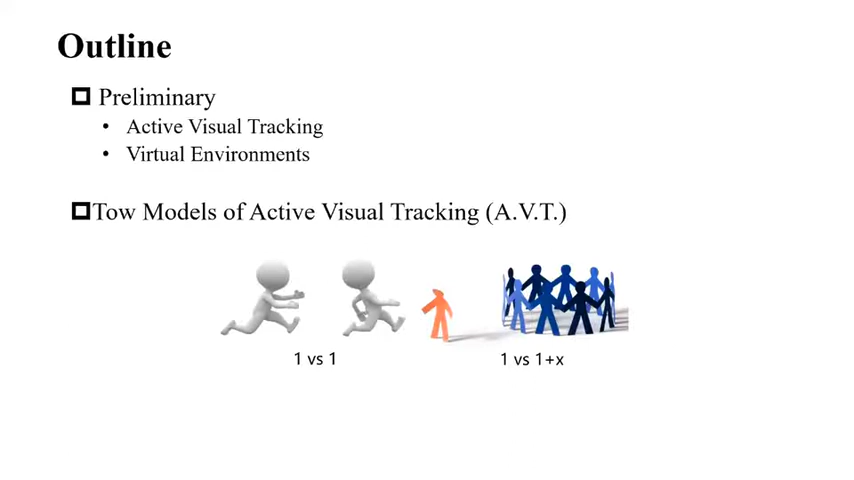 Outline
Preliminary
• Active Visual Tracking
• Virtual Environments
Tow Models of Active Visual Tracking (A.V.T.)
1 vs 1
1 vs 1+x